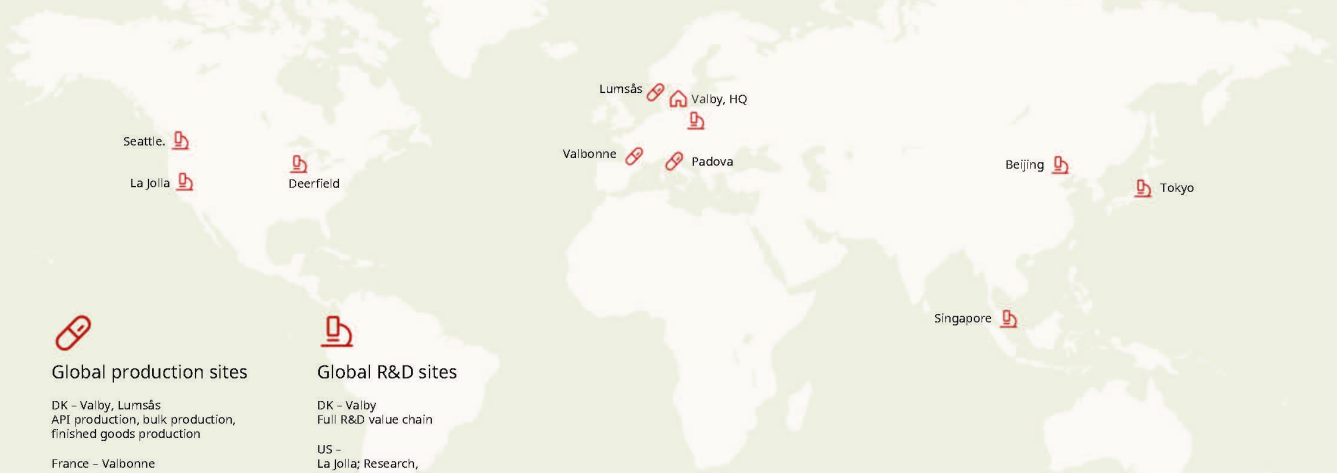 Lumsås
Valby, HQ
Seattle.
Valbonne
Padova
Beijing
La Jolla
Deerfield
Tokyo
Singapore
Global production sites
DK – Valby, Lumsås
API production, bulk production,
finished goods production
France – Valbonne
Global R&D sites
DK – Valby
Full R&D value chain
US –
La Jolla; Research,